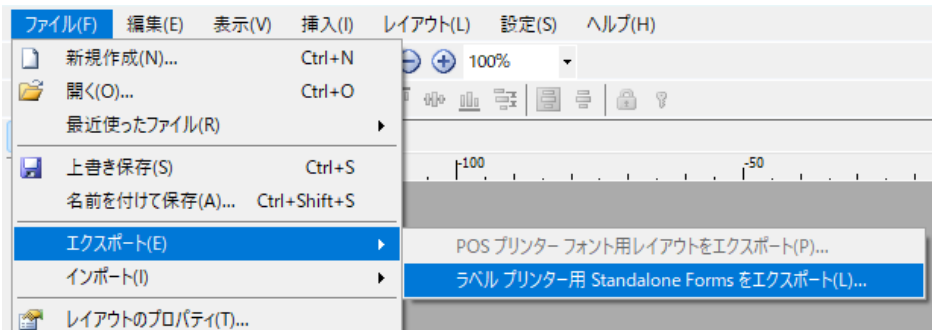 ファイル(F) 編集(E) 表示(V) 挿入(I) レイアウト(L) 設定(S) ヘルプ(H)
新規作成(N)... Ctrl+N
100%
開く(O)... Ctrl+O
最近使ったファイル(R)
上書き保存(S) Ctrl+S
-100 -50
名前を付けて保存(A)... Ctrl+Shift+S
エクスポート(E)
POS プリンター フォント用レイアウトをエクスポート(P)...
インポート(I)
ラベル プリンター用 Standalone Forms をエクスポート(L)...
レイアウトのプロパティ(T)...